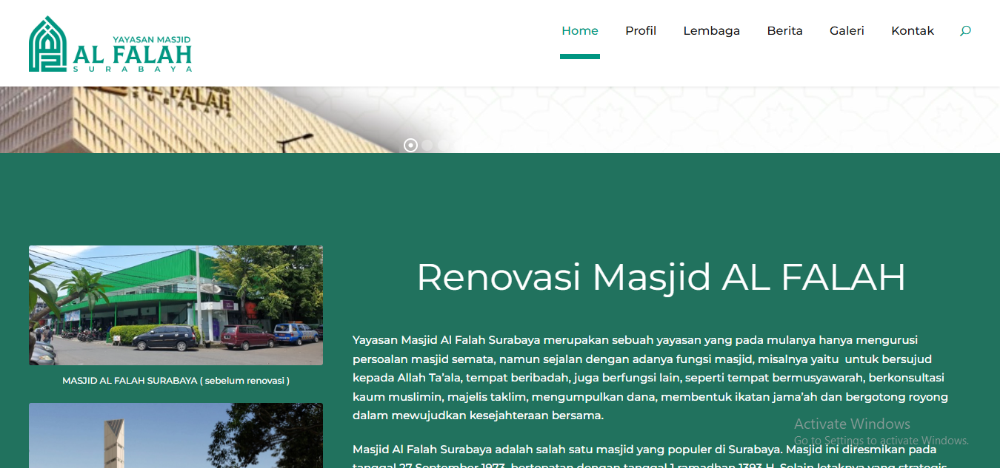 YAYASAN MASJID
AL FALAH
SURABAYA
Home Profil Lembaga Berita Galeri Kontak
AL FALAH
SURABAYA
Renovasi Masjid AL FALAH
MASJID AL FALAH SURABAYA ( sebelum renovasi )
Yayasan Masjid Al Falah Surabaya merupakan sebuah yayasan yang pada mulanya hanya mengurusi
persoalan masjid semata, namun sejalan dengan adanya fungsi masjid, misalnya yaitu untuk bersujud
kepada Allah Ta'ala, tempat beribadah, juga berfungsi lain, seperti tempat bermusyawarah, berkonsultasi
kaum muslimin, majelis taklim, mengumpulkan dana, membentuk ikatan jama'ah dan bergotong royong
dalam mewujudkan kesejahteraan bersama.
Activate Windows
Go to Settings to activate Windows.
Masjid Al Falah Surabaya adalah salah satu masjid yang populer di Surabaya. Masjid ini diresmikan pada
tanggal 27 September 1973, bertepatan dengan tanggal 1 ramadhan 1393 H. Selain letaknya yang strategis